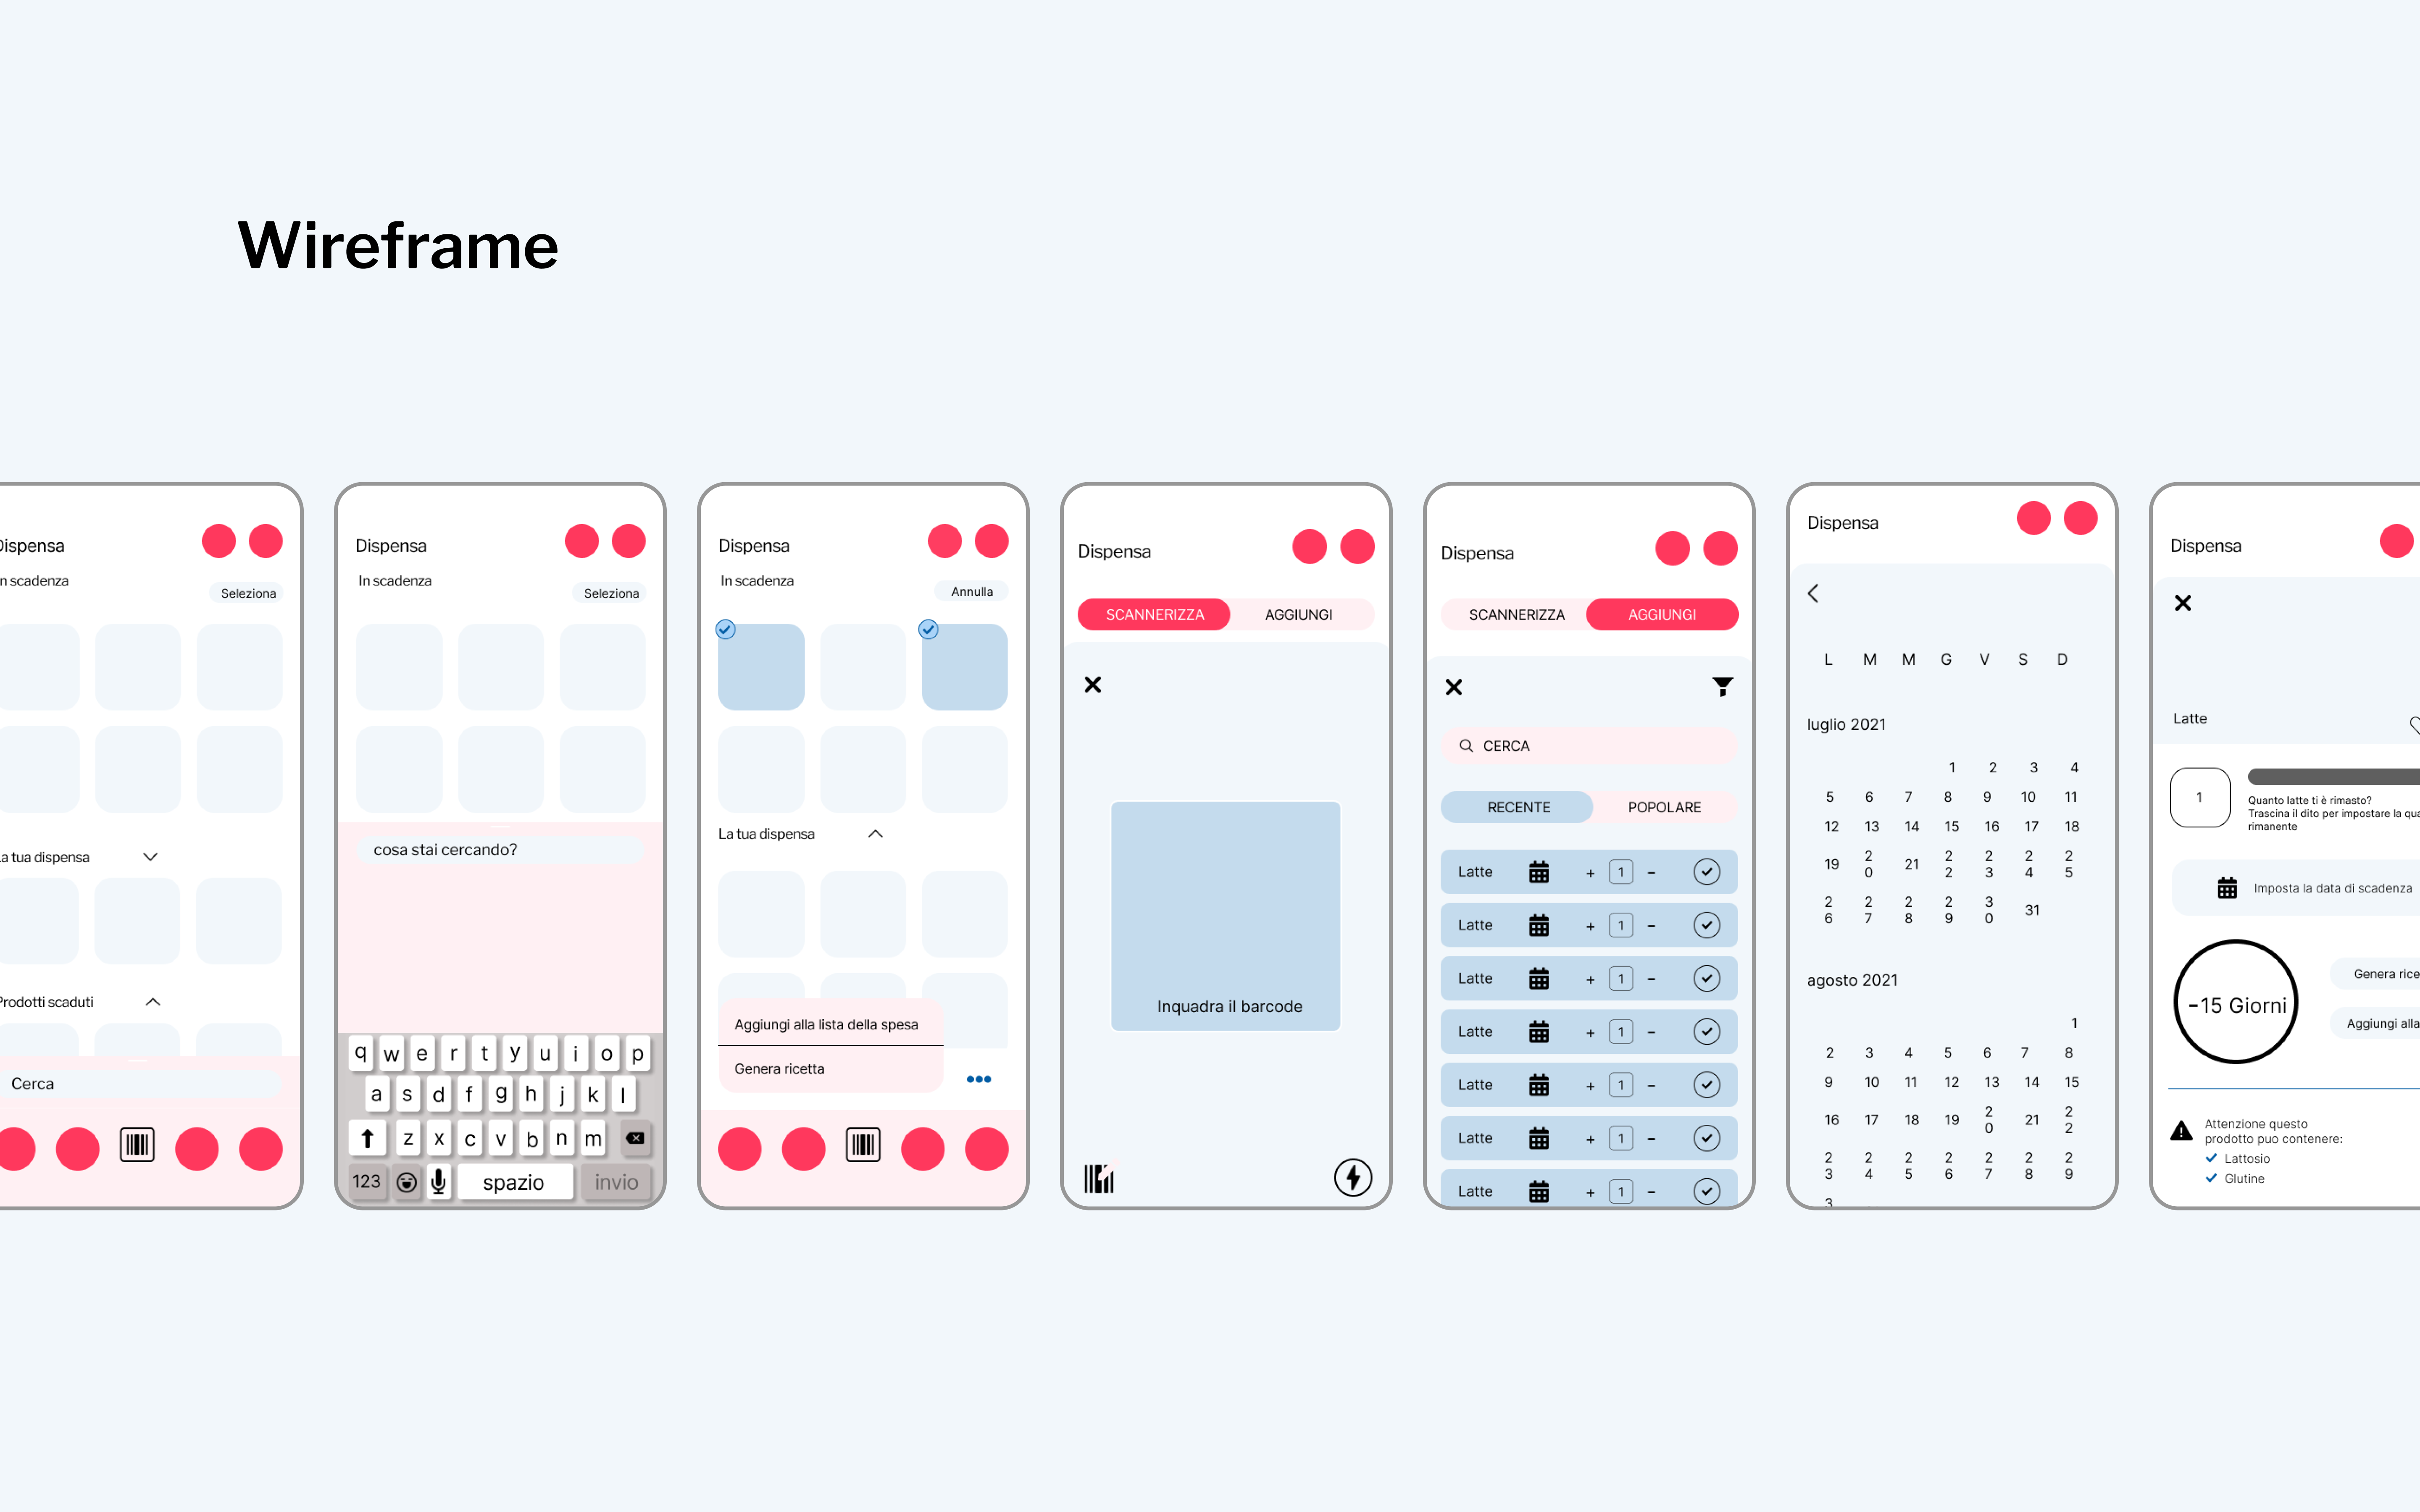 Wireframe
Dispensa
In scadenza
Seleziona
La tua dispensa
Prodotti scaduti
Cerca
Dispensa
In scadenza
Seleziona
cosa stai cercando?
q w e r t y u i o p
a s d f g h j k l
z x c v b n m
123 spazio invio
Dispensa
In scadenza
Annulla
La tua dispensa
Aggiungi alla lista della spesa
Genera ricetta
Dispensa
SCANNERIZZA AGGIUNGI
Inquadra il barcode
Dispensa
SCANNERIZZA AGGIUNGI
CERCA
RECENTE POPOLARE
Latte + 1 -
Latte + 1 -
Latte + 1 -
Latte + 1 -
Latte + 1 -
Latte + 1 -
Latte + 1 -
Dispensa
L M M G V S D
luglio 2021
1 2 3 4
5 6 7 8 9 10 11
12 13 14 15 16 17 18
19 20 21 22 23 24 25
26 27 28 29 30 31
agosto 2021
1
2 3 4 5 6 7 8
9 10 11 12 13 14 15
16 17 18 19 20 21 22
23 24 25 26 27 28 29
3
Dispensa
Latte
1
Quanto latte ti è rimasto?
Trascina il dito per impostare la qua
rimanente
Imposta la data di scadenza
-15 Giorni
Genera rice
Aggiungi alla
Attenzione questo
prodotto puo contenere:
Lattosio
Glutine